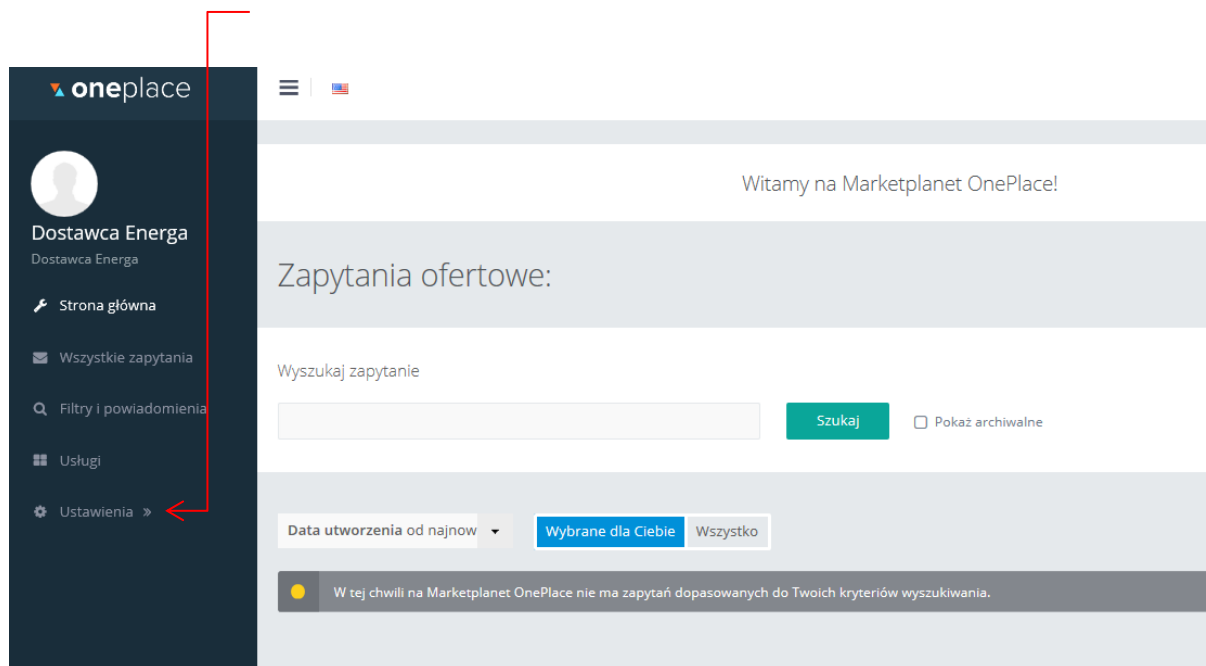 oneplace
Dostawca Energa
Dostawca Energa
Strona główna
Wszystkie zapytania
Filtry i powiadomienia
Usługi
Ustawienia »
Witamy na Marketplanet OnePlace!
Zapytania ofertowe:
Wyszukaj zapytanie
Szukaj
Pokaż archiwalne
Data utworzenia od najnow
Wybrane dla Ciebie
Wszystko
W tej chwili na Marketplanet OnePlace nie ma zapytań dopasowanych do Twoich kryteriów wyszukiwania.